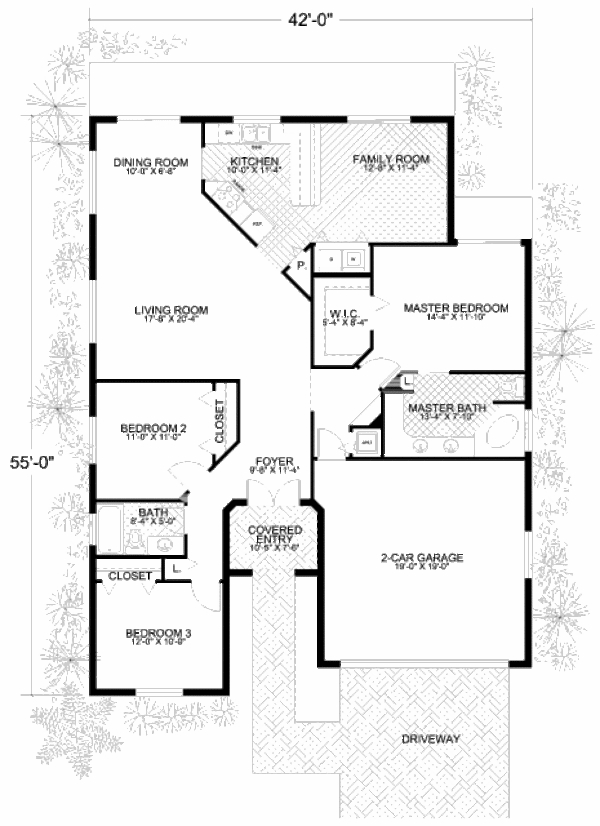 42'-0"
DINING ROOM
10'-0" X 6'-8"
DW
KITCHEN
10'-0" X 11'-4"
FAMILY ROOM
12'-8" X 11'-4"
REF.
P.
LIVING ROOM
17'-8" X 20'-4"
W.I.C.
5'-4" X 8'-4"
MASTER BEDROOM
14'-4" X 11'-10"
L.
MASTER BATH
13'-4" X 7'-10"
BEDROOM 2
11'-0" X 11'-0"
CLOSET
55'-0"
FOYER
9'-8" X 11'-4"
BATH
8'-4" X 5'-0"
COVERED
ENTRY
10'-5" X 7'-6"
2-CAR GARAGE
19'-0" X 19'-0"
CLOSET
L.
BEDROOM 3
12'-0" X 10'-8"
DRIVEWAY